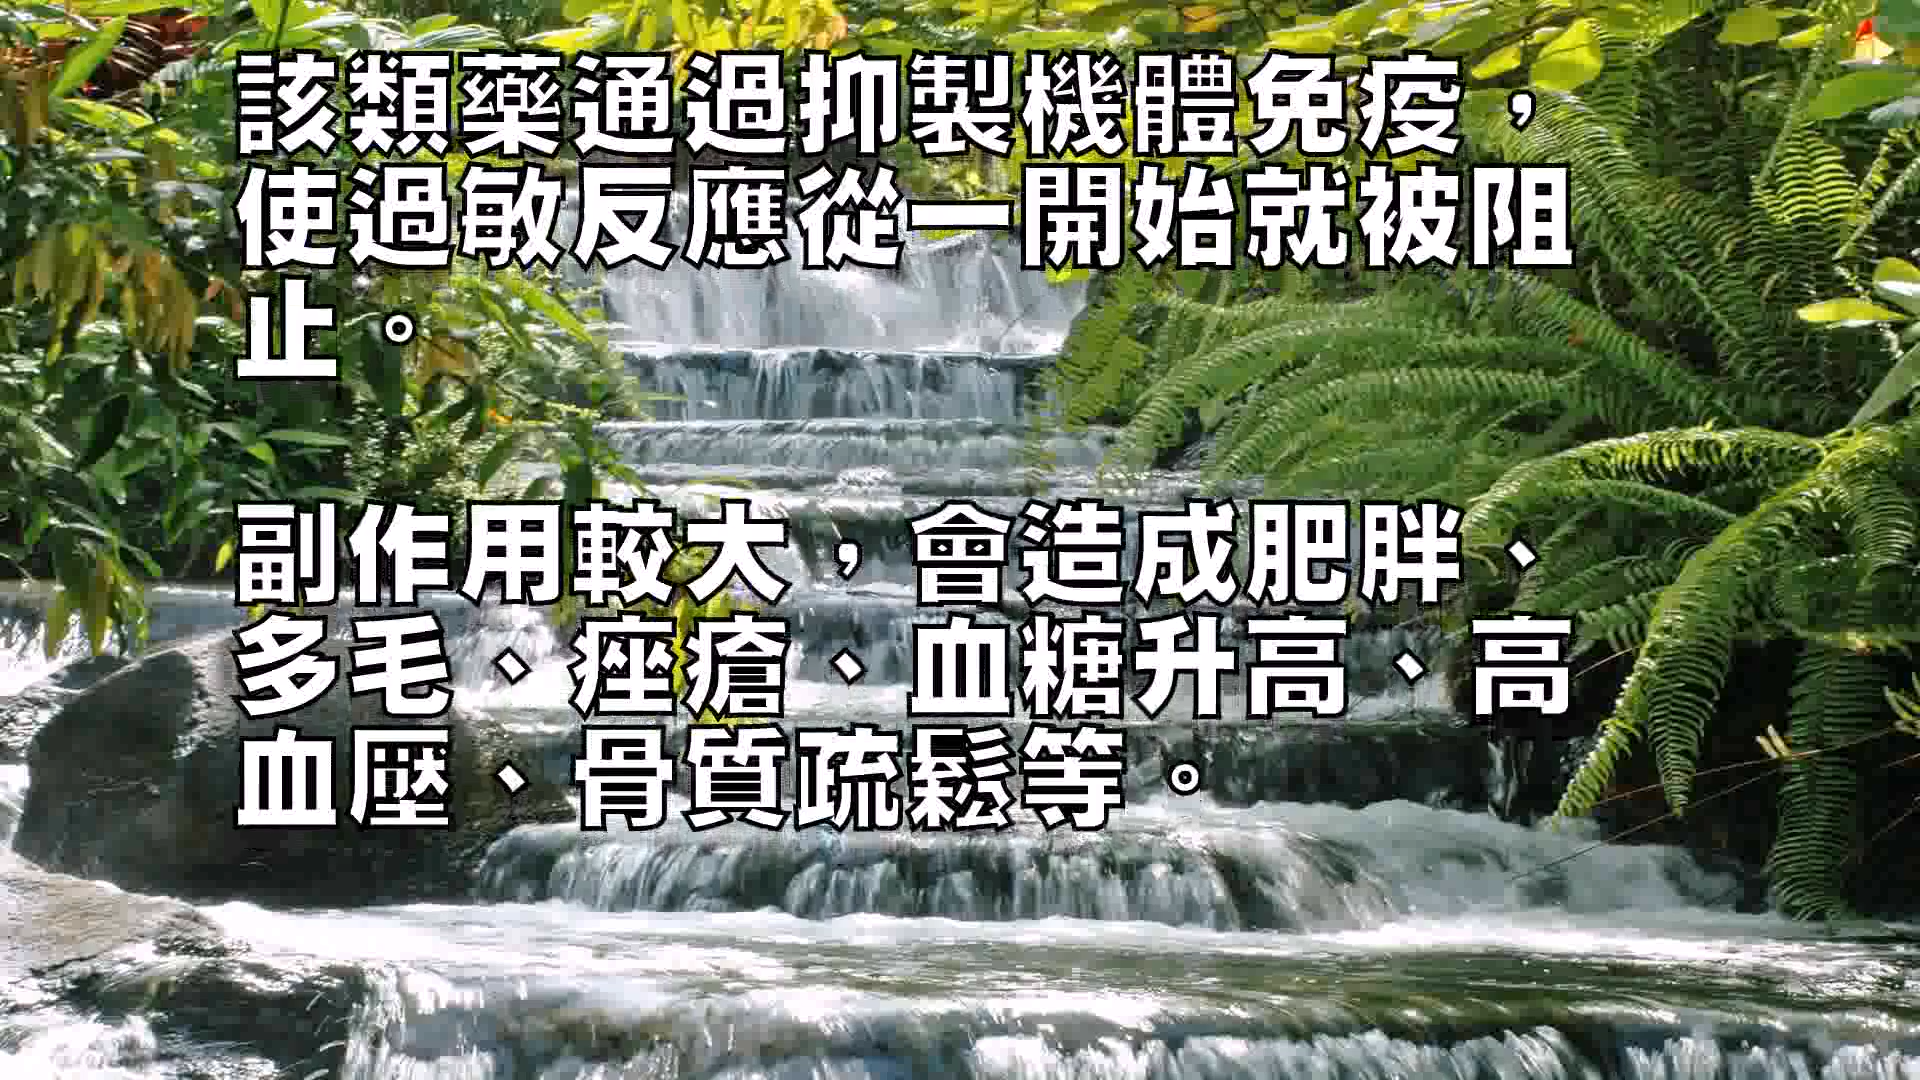 該類藥通過抑製機體免疫，
使過敏反應從一開始就被阻
止。
副作用較大，會造成肥胖、
多毛、痤瘡、血糖升高、高
血壓、骨質疏鬆等。